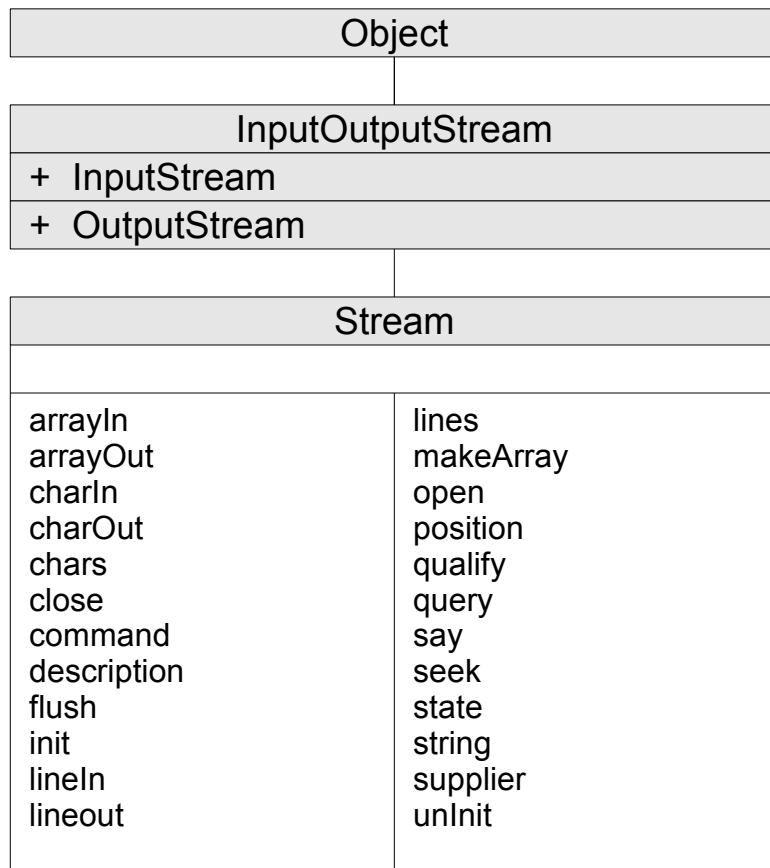 Object
InputOutputStream
+ InputStream
+ OutputStream
Stream
arrayIn
arrayOut
charIn
charOut
chars
close
command
description
flush
init
lineIn
lineout
lines
makeArray
open
position
qualify
query
say
seek
state
string
supplier
unInit